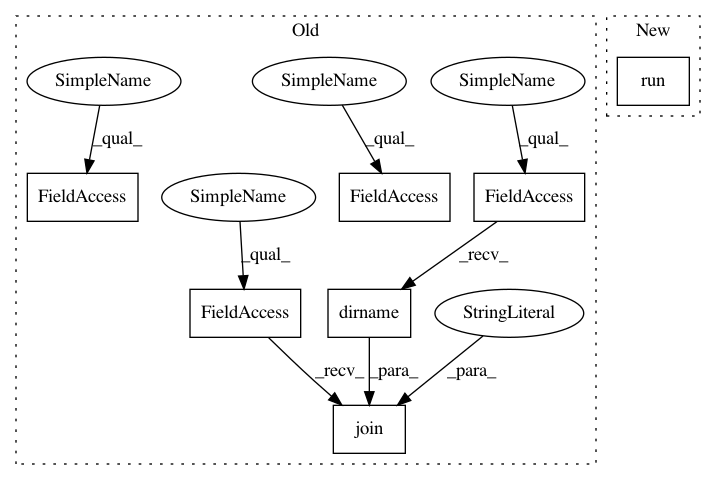 Old
New
SimpleName
SimpleName
SimpleName
run
_qual_
_qual_
_qual_
FieldAccess
SimpleName
FieldAccess
FieldAccess
_qual_
_recv_
FieldAccess
dirname
StringLiteral
_recv_
_para_
_para_
join